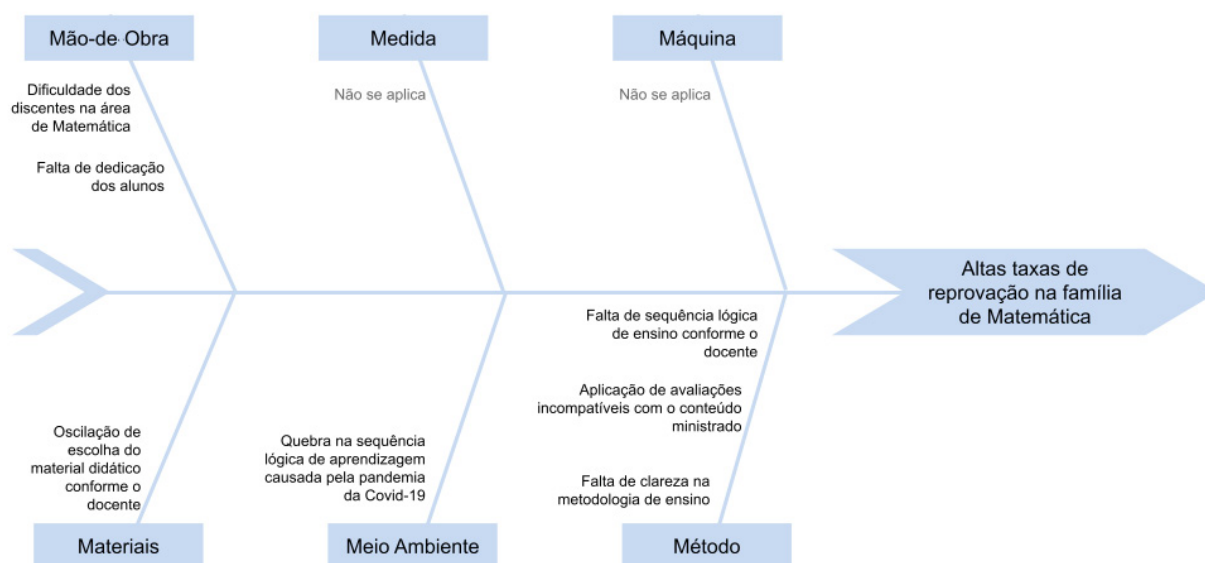 Mão-de Obra
Medida
Máquina
Dificuldade dos
discentes na área
de Matemática
Falta de dedicação
dos alunos
Não se aplica
Não se aplica
Altas taxas de
reprovação na família
de Matemática
Oscilação de
escolha do
material didático
conforme o
docente
Quebra na sequência
lógica de aprendizagem
causada pela pandemia
da Covid-19
Falta de sequência lógica
de ensino conforme o
docente
Aplicação de avaliações
incompatíveis com o conteúdo
ministrado
Falta de clareza na
metodologia de ensino
Materiais
Meio Ambiente
Método